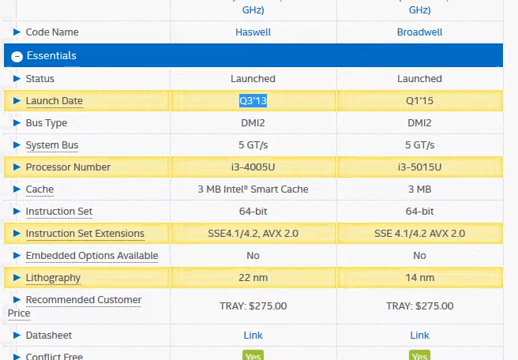 GHz) GHz)
Code Name Haswell Broadwell
Essentials
Status Launched Launched
Launch Date Q3'13 Q1'15
Bus Type DMI2 DMI2
System Bus 5 GT/s 5 GT/s
Processor Number i3-4005U i3-5015U
Cache 3 MB Intel® Smart Cache 3 MB
Instruction Set 64-bit 64-bit
Instruction Set Extensions SSE4.1/4.2, AVX 2.0 SSE 4.1/4.2 AVX 2.0
Embedded Options Available No No
Lithography 22 nm 14 nm
Recommended Customer
Price TRAY: $275.00 TRAY: $275.00
Datasheet Link Link
Conflict Free Yes Yes